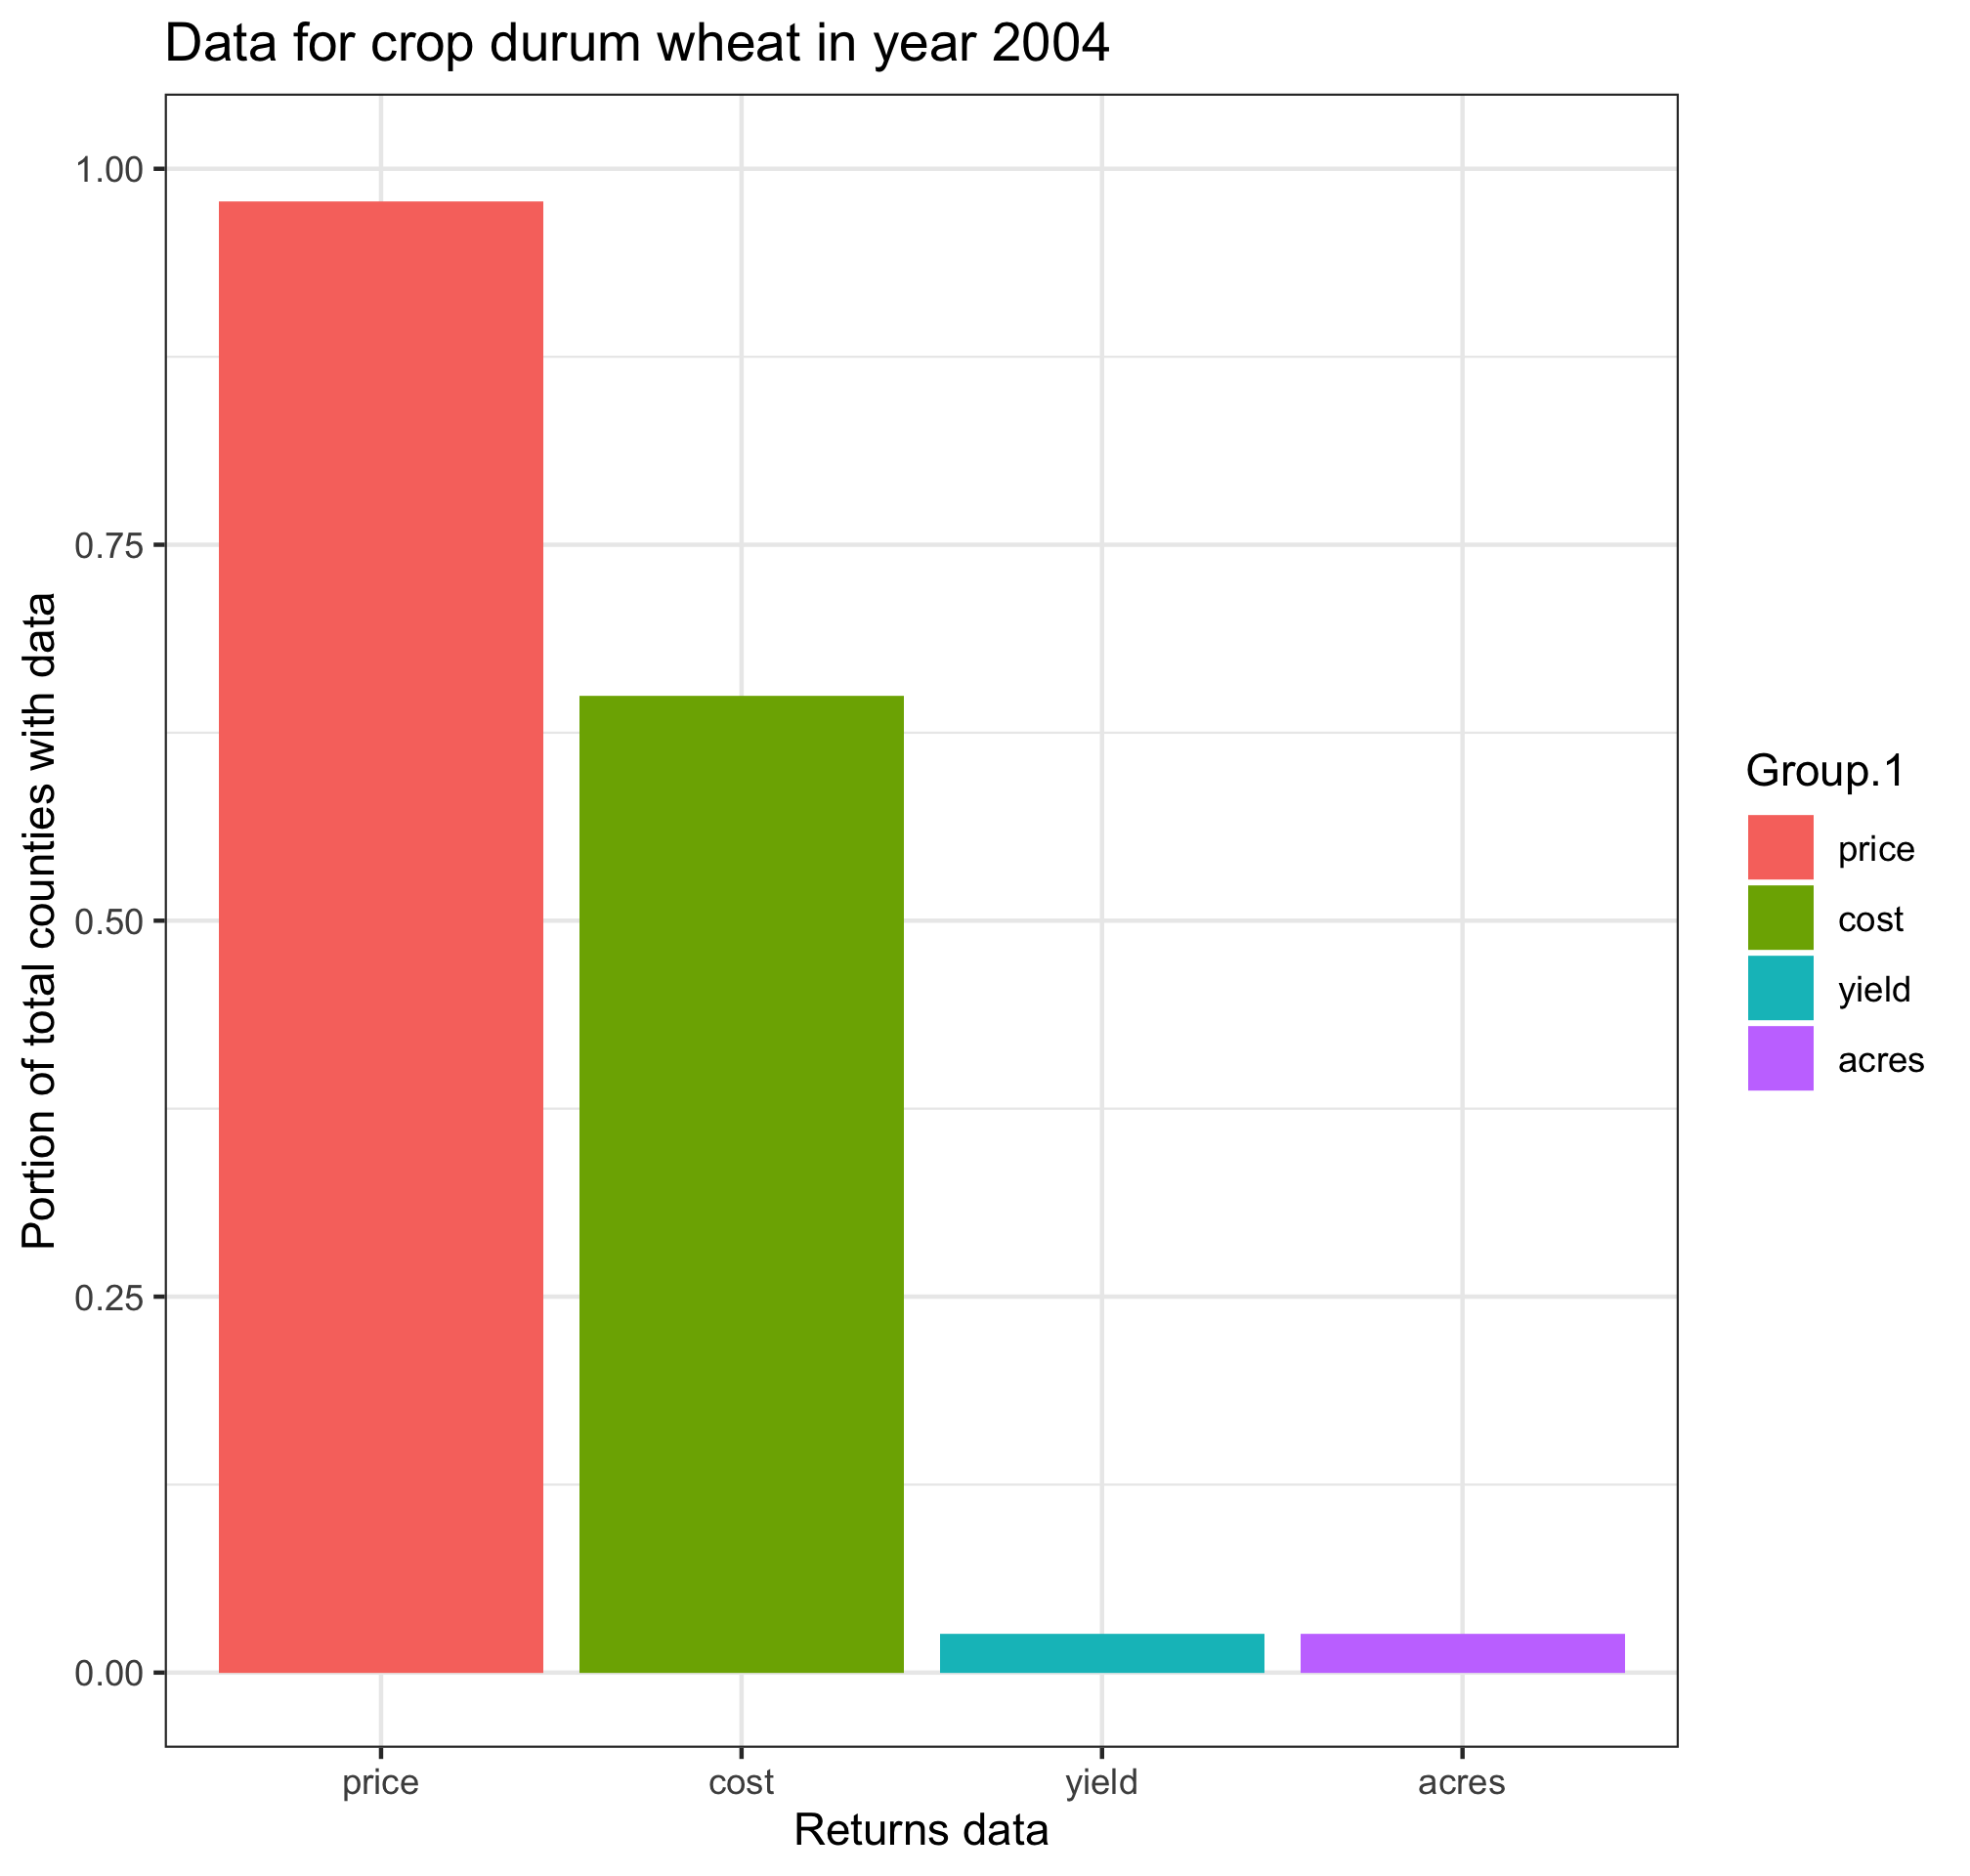 Data for crop durum wheat in year 2004
Portion of total counties with data
1.00
0.75
0.50
0.25
0.00
price
cost
yield
acres
Returns data
Group.1
price
cost
yield
acres